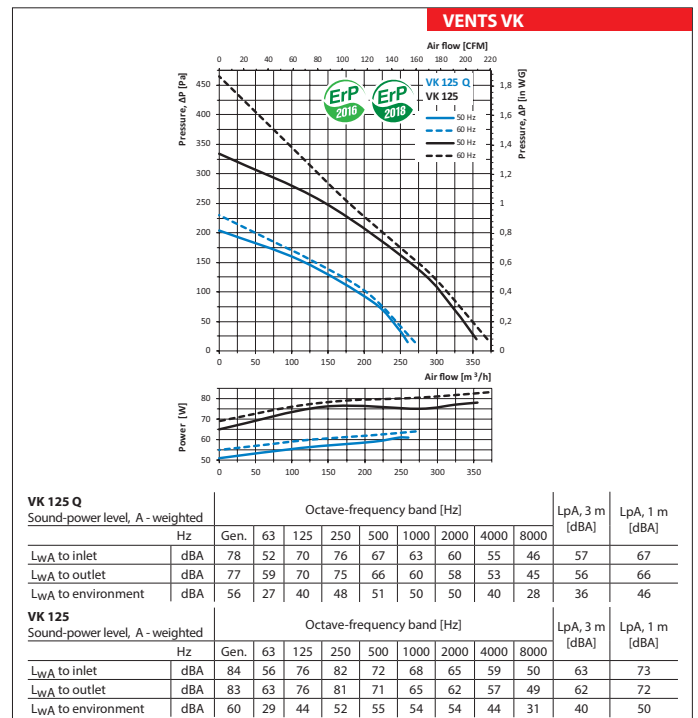 VENTS VK
Air flow [CFM]
0 20 40 60 80 100 120 140 160 180 200 220
Pressure, ΔP [Pa]
450
400
350
300
250
200
150
100
50
0
ErP
2016
ErP
2018
VK 125 Q
VK 125
50 Hz
60 Hz
50 Hz
60 Hz
1,8
1,6
1,4
1,2
1
0,8
0,6
0,4
0,2
0
Pressure, ΔP [in WG]
0 50 100 150 200 250 300 350
Air flow [m³/h]
Power [W]
80
70
60
50
0 50 100 150 200 250 300 350
VK 125 Q
Sound-power level, A - weighted
Octave-frequency band [Hz]
LpA, 3 m
[dBA]
LpA, 1 m
[dBA]
Hz Gen. 63 125 250 500 1000 2000 4000 8000
LWA to inlet dBA 78 52 70 76 67 63 60 55 46 57 67
LWA to outlet dBA 77 59 70 75 66 60 58 53 45 56 66
LWA to environment dBA 56 27 40 48 51 50 50 40 28 36 46
VK 125
Sound-power level, A - weighted
Octave-frequency band [Hz]
LpA, 3 m
[dBA]
LpA, 1 m
[dBA]
Hz Gen. 63 125 250 500 1000 2000 4000 8000
LWA to inlet dBA 84 56 76 82 72 68 65 59 50 63 73
LWA to outlet dBA 83 63 76 81 71 65 62 57 49 62 72
LWA to environment dBA 60 29 44 52 55 54 54 44 31 40 50